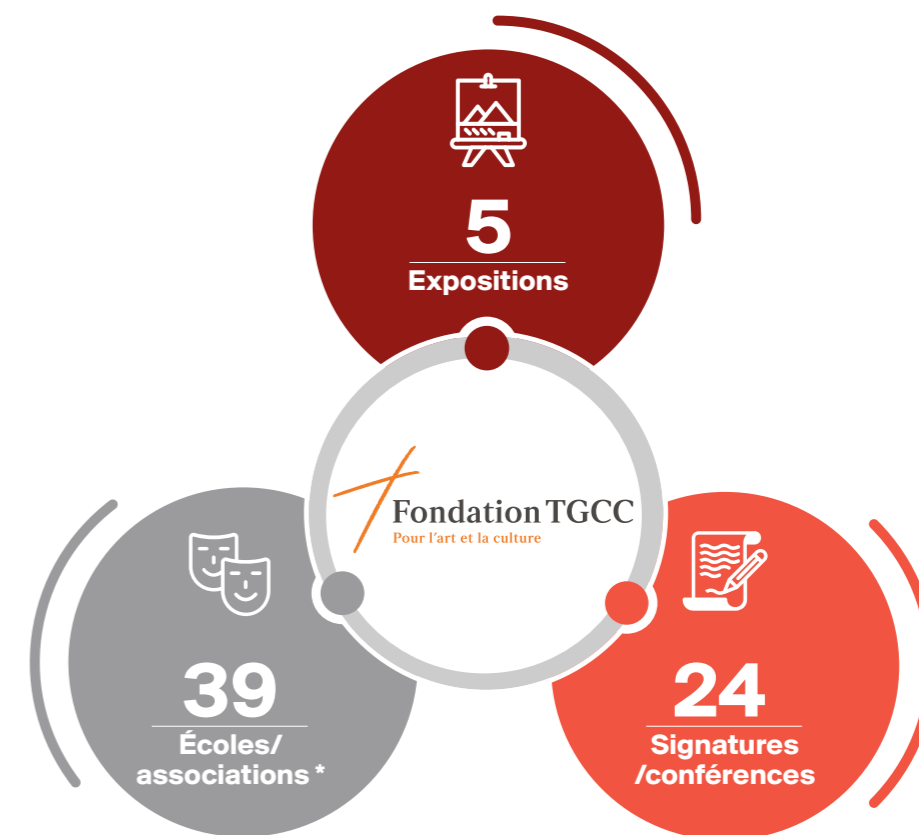 5
Expositions
Fondation TGCC
Pour l'art et la culture
39
Écoles/
associations *
24
Signatures
/conférences